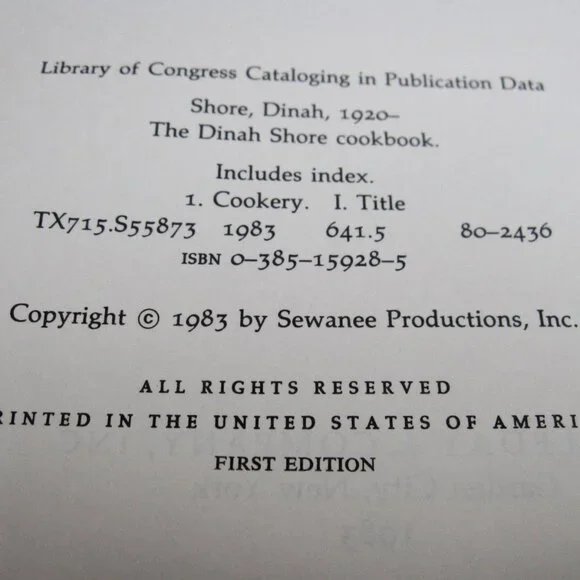 Library of Congress Cataloging in Publication Data
Shore, Dinah, 1920–
The Dinah Shore cookbook.
Includes index.
1. Cookery. I. Title
TX715.S55873 1983 641.5 80–2436
ISBN 0–385–15928–5
Copyright © 1983 by Sewanee Productions, Inc.
ALL RIGHTS RESERVED
RINTED IN THE UNITED STATES OF AMERI
FIRST EDITION